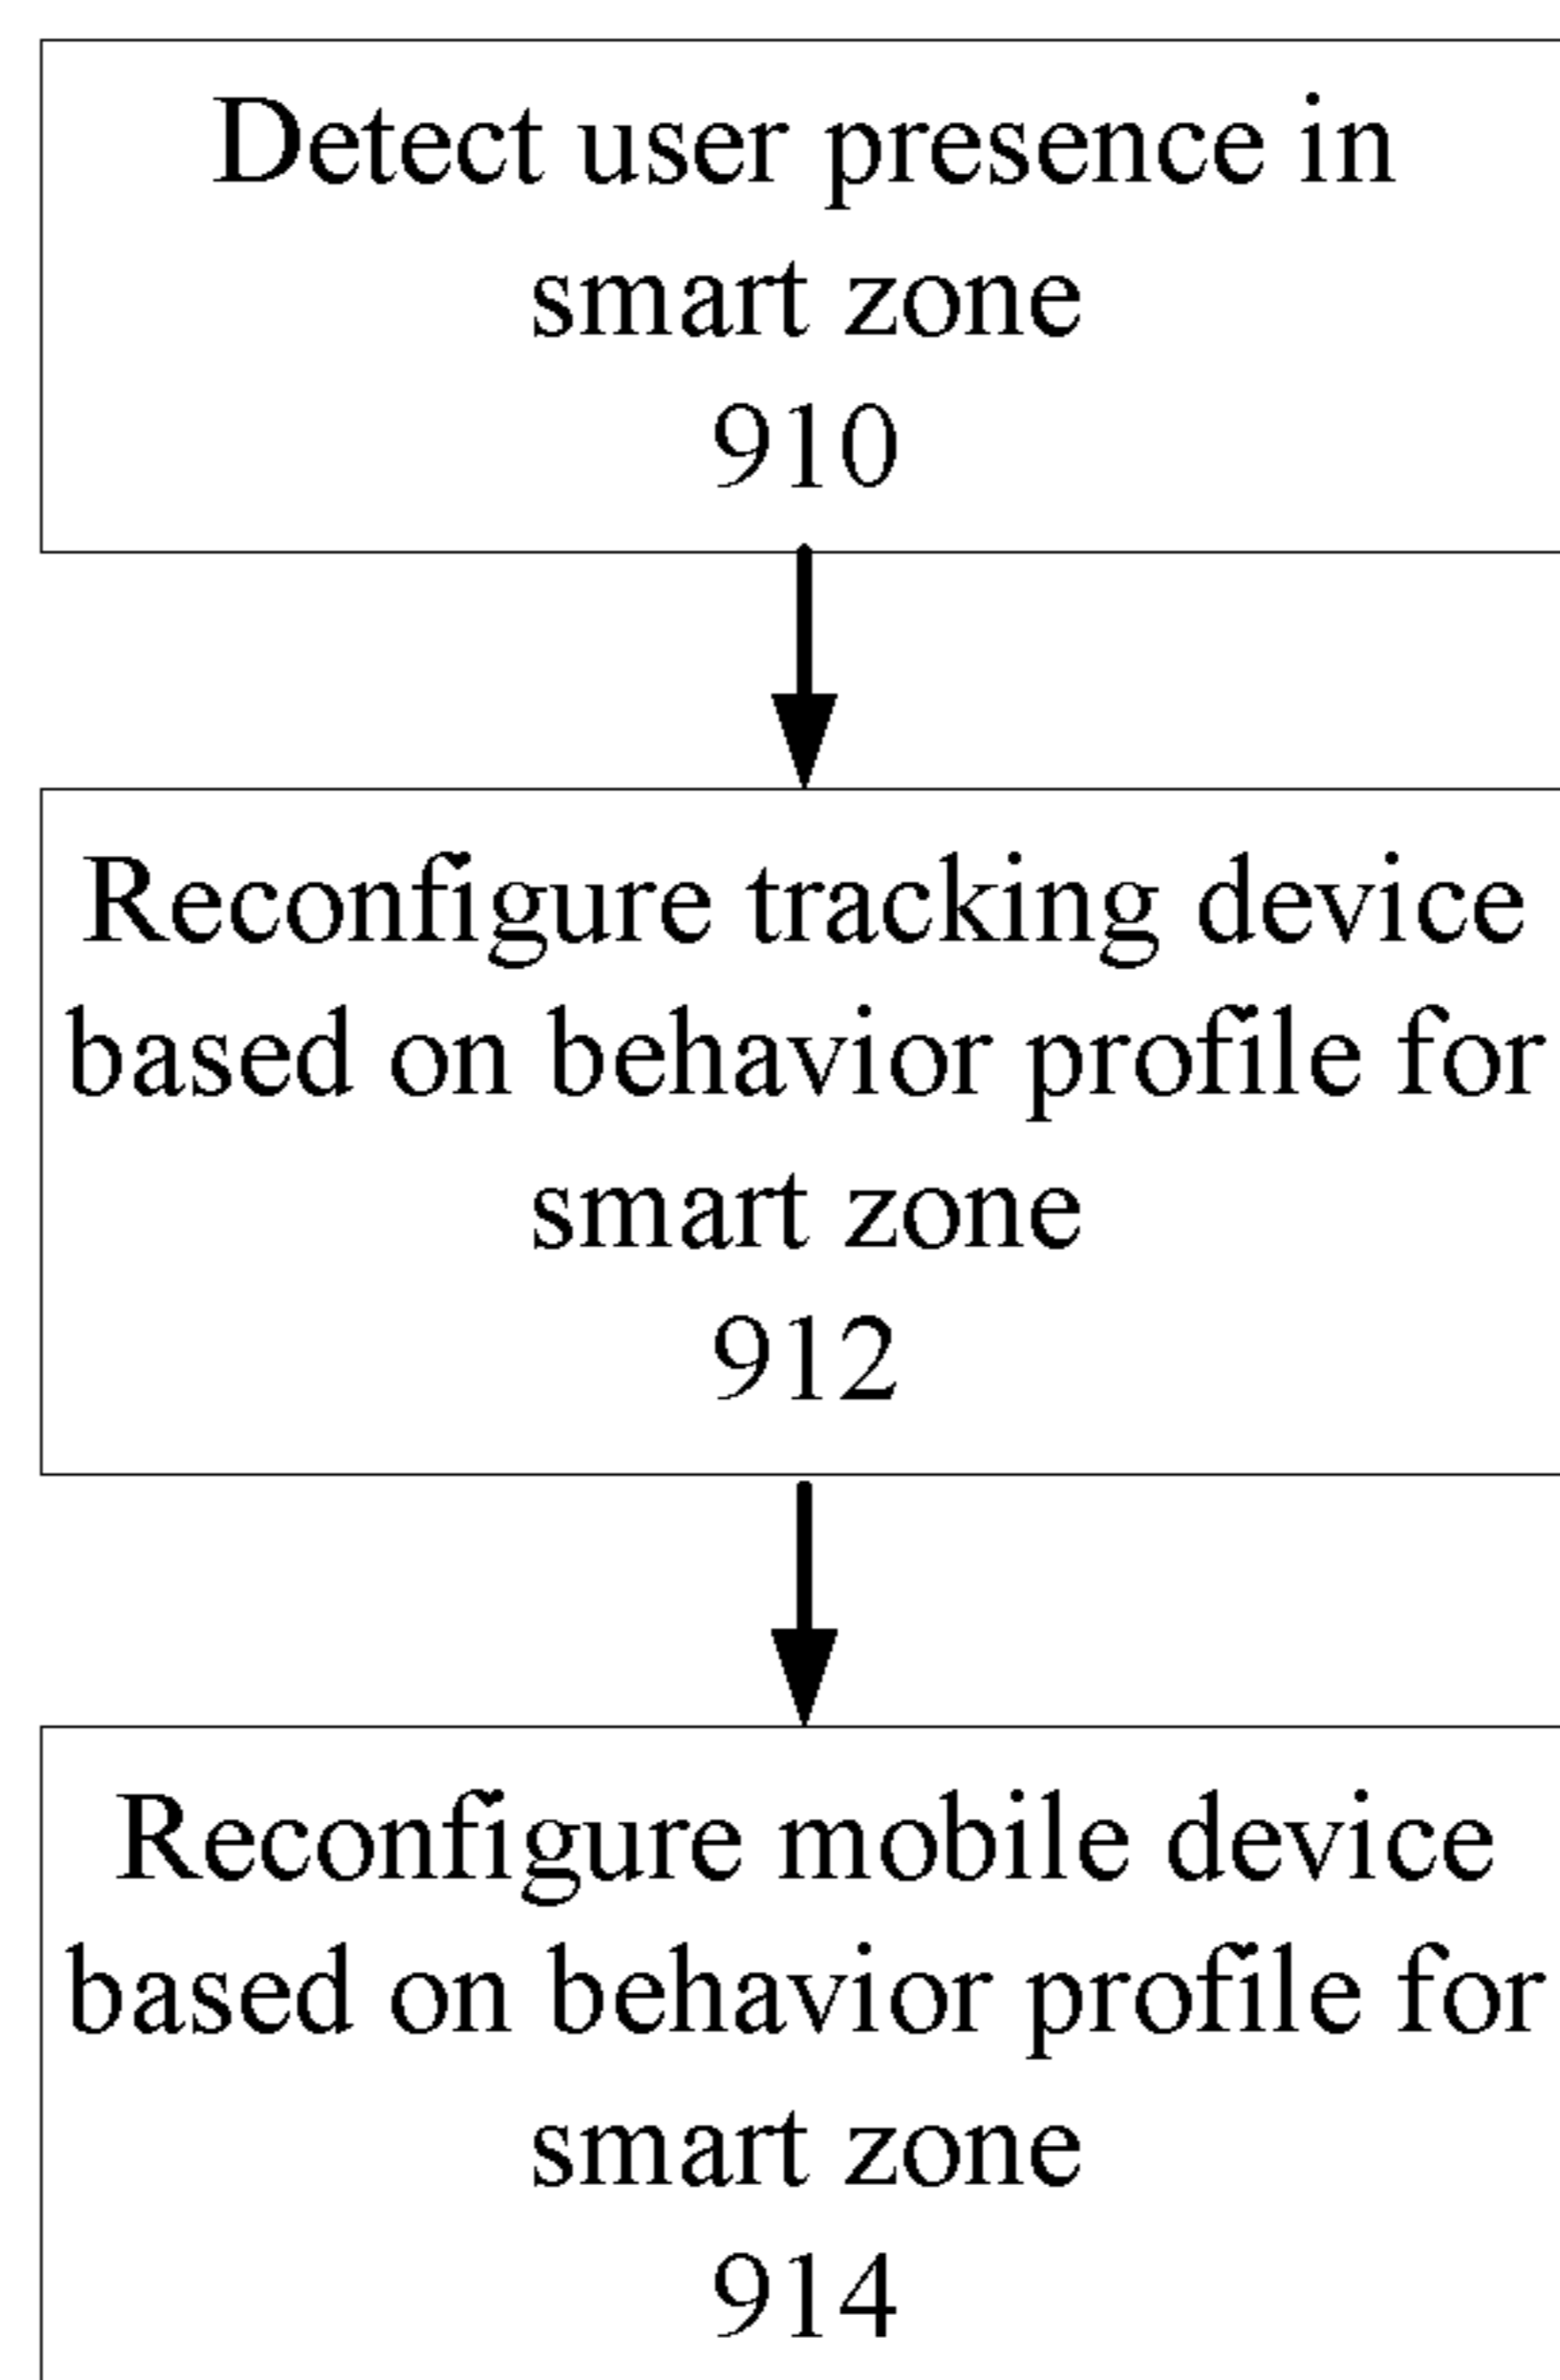 Detect user presence in
smart zone
910
Reconfigure tracking device
based on behavior profile for
smart zone
912
Reconfigure mobile device
based on behavior profile for
smart zone
914